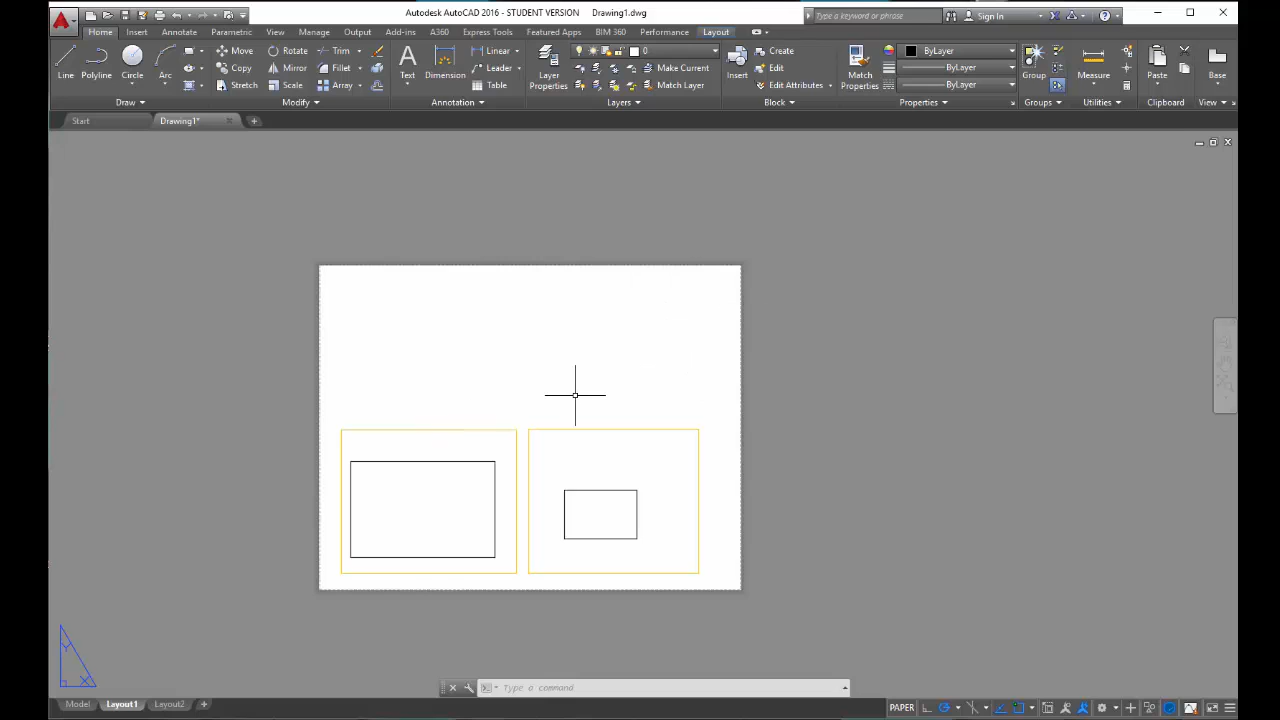 Autodesk AutoCAD 2016 - STUDENT VERSION Drawing1.dwg
Type a keyword or phrase
Sign In
Home Insert Annotate Parametric View Manage Output Add-ins A360 Express Tools Featured Apps BIM 360 Performance Layout
Line Polyline Circle Arc
Move Rotate Trim
Copy Mirror Fillet
Stretch Scale Array
Text Dimension
Linear
Leader
Table
Layer Properties
0
Make Current
Match Layer
Insert
Create
Edit
Edit Attributes
Match Properties
ByLayer
ByLayer
ByLayer
Group
Measure
Paste
Base
Draw Modify Annotation Layers Block Properties Groups Utilities Clipboard View
Start Drawing1*
Y
X
Type a command
Model Layout1 Layout2
PAPER